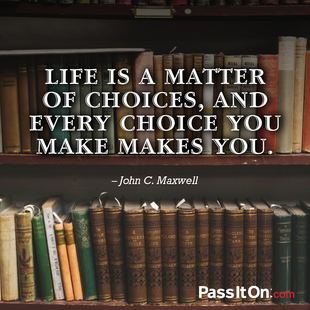 LIFE IS A MATTER
OF CHOICES, AND
EVERY CHOICE YOU
MAKE MAKES YOU.
– John C. Maxwell
PassItOn.com